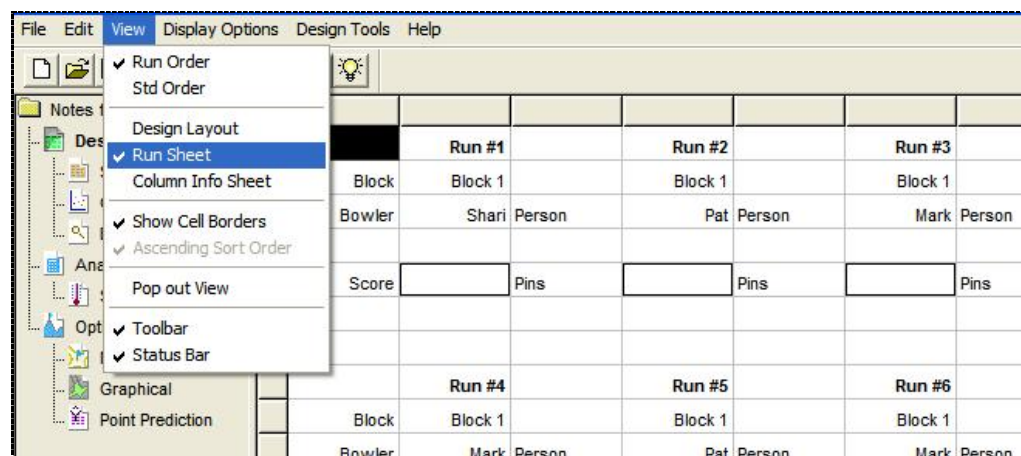 File Edit View Display Options Design Tools Help
Run Order
Std Order
Notes
Design Layout
Des
Run #1 Run #2 Run #3
Run Sheet
Column Info Sheet
Block Block 1 Block 1 Block 1
Show Cell Borders
Bowler Shari Person Pat Person Mark Person
Ascending Sort Order
Ana
Pop out View
Score Pins Pins Pins
Opt
Toolbar
Status Bar
Graphical
Run #4 Run #5 Run #6
Point Prediction
Block Block 1 Block 1 Block 1
Bowler Mark Person Pat Person Mark Person